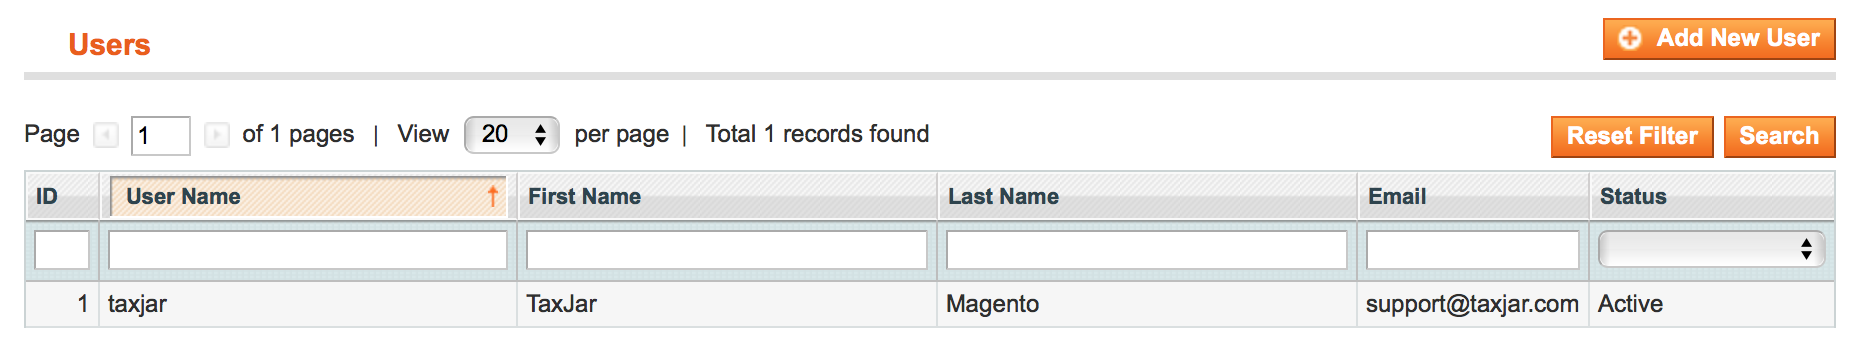 Users
Add New User
Page 1 of 1 pages | View 20 per page | Total 1 records found
Reset Filter Search
ID User Name First Name Last Name Email Status
1 taxjar TaxJar Magento support@taxjar.com Active